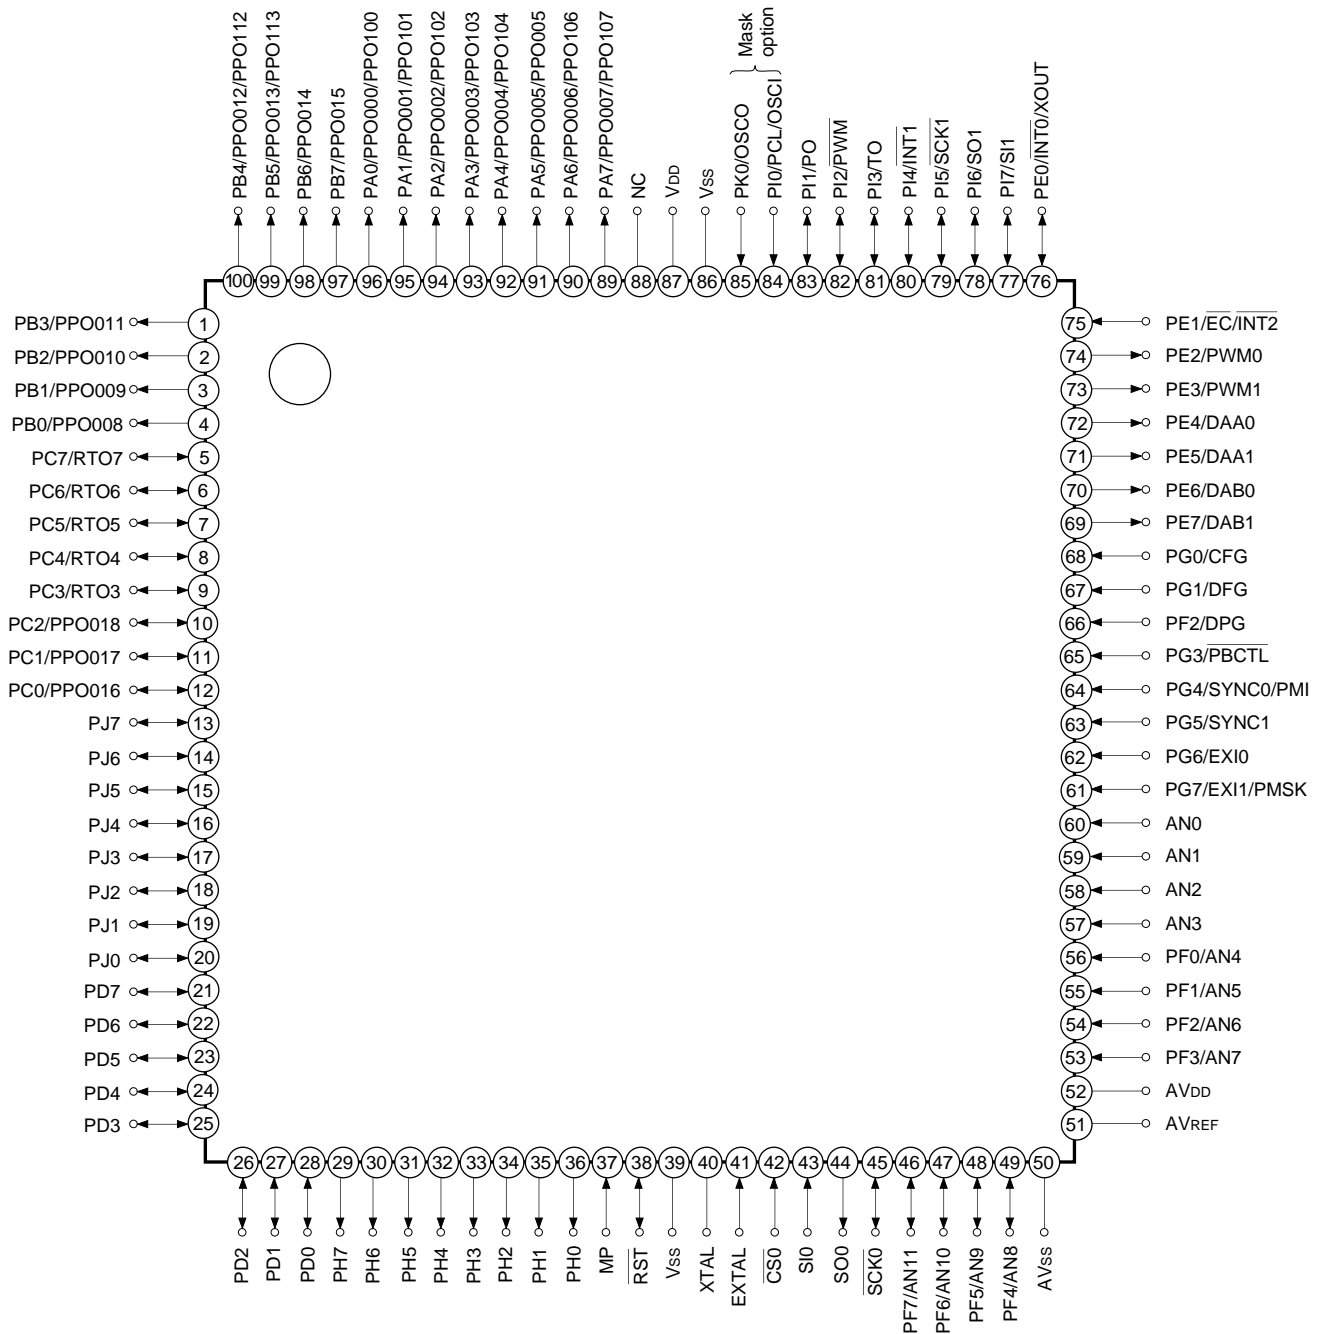 PB4/PPO012/PPO112
PB5/PPO013/PPO113
PB6/PPO014
PB7/PPO015
PA0/PPO000/PPO100
PA1/PPO001/PPO101
PA2/PPO002/PPO102
PA3/PPO003/PPO103
PA4/PPO004/PPO104
PA5/PPO005/PPO005
PA6/PPO006/PPO106
PA7/PPO007/PPO107
NC
VDD
VSS
PK0/OSCO
PI0/PCL/OSCI
Mask
option
PI1/PO
PI2/PWM
PI3/TO
PI4/INT1
PI5/SCK1
PI6/SO1
PI7/SI1
PE0/INT0/XOUT
100 99 98 97 96 95 94 93 92 91 90 89 88 87 86 85 84 83 82 81 80 79 78 77 76
PB3/PPO011 1
PB2/PPO010 2
PB1/PPO009 3
PB0/PPO008 4
PC7/RTO7 5
PC6/RTO6 6
PC5/RTO5 7
PC4/RTO4 8
PC3/RTO3 9
PC2/PPO018 10
PC1/PPO017 11
PC0/PPO016 12
PJ7 13
PJ6 14
PJ5 15
PJ4 16
PJ3 17
PJ2 18
PJ1 19
PJ0 20
PD7 21
PD6 22
PD5 23
PD4 24
PD3 25
75 PE1/EC/INT2
74 PE2/PWM0
73 PE3/PWM1
72 PE4/DAA0
71 PE5/DAA1
70 PE6/DAB0
69 PE7/DAB1
68 PG0/CFG
67 PG1/DFG
66 PF2/DPG
65 PG3/PBCTL
64 PG4/SYNC0/PMI
63 PG5/SYNC1
62 PG6/EXI0
61 PG7/EXI1/PMSK
60 AN0
59 AN1
58 AN2
57 AN3
56 PF0/AN4
55 PF1/AN5
54 PF2/AN6
53 PF3/AN7
52 AVDD
51 AVREF
26 27 28 29 30 31 32 33 34 35 36 37 38 39 40 41 42 43 44 45 46 47 48 49 50
PD2
PD1
PD0
PH7
PH6
PH5
PH4
PH3
PH2
PH1
PH0
MP
RST
Vss
XTAL
EXTAL
CS0
SI0
SO0
SCK0
PF7/AN11
PF6/AN10
PF5/AN9
PF4/AN8
AVss